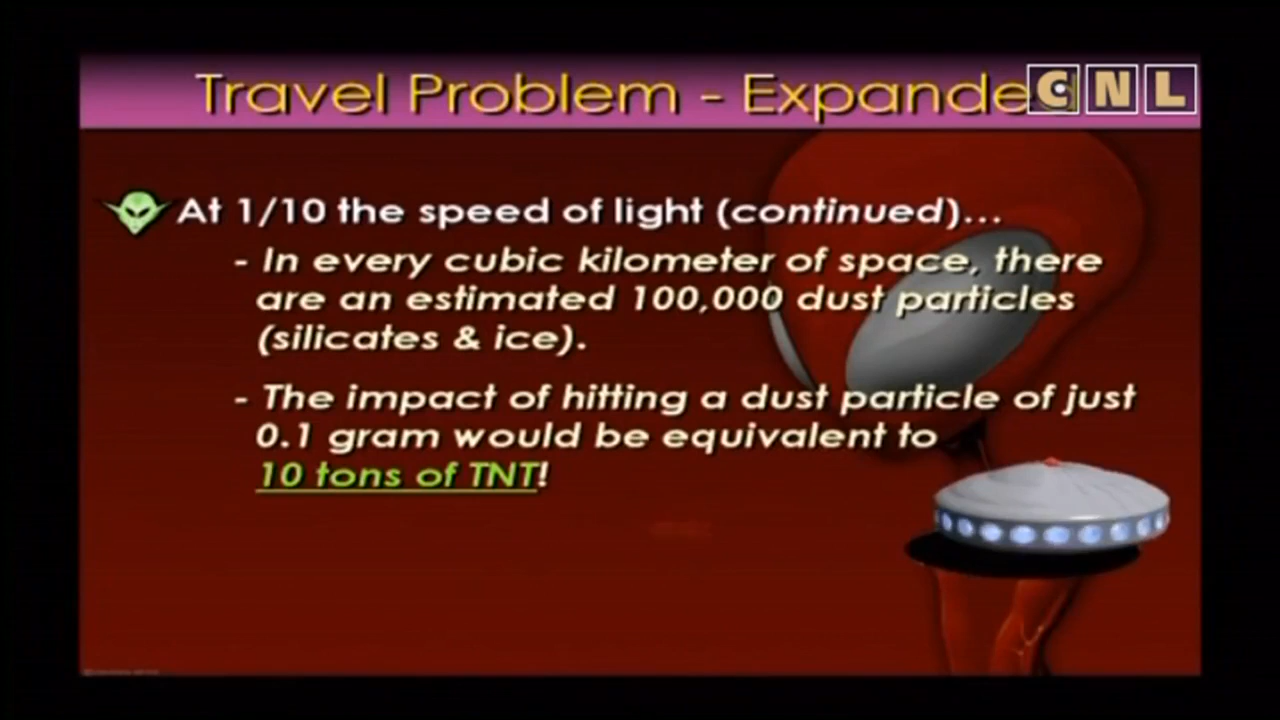 Travel Problem - Expande
CNL
At 1/10 the speed of light (continued)...
- In every cubic kilometer of space, there
are an estimated 100,000 dust particles
(silicates & ice).
- The impact of hitting a dust particle of just
0.1 gram would be equivalent to
10 tons of TNT!